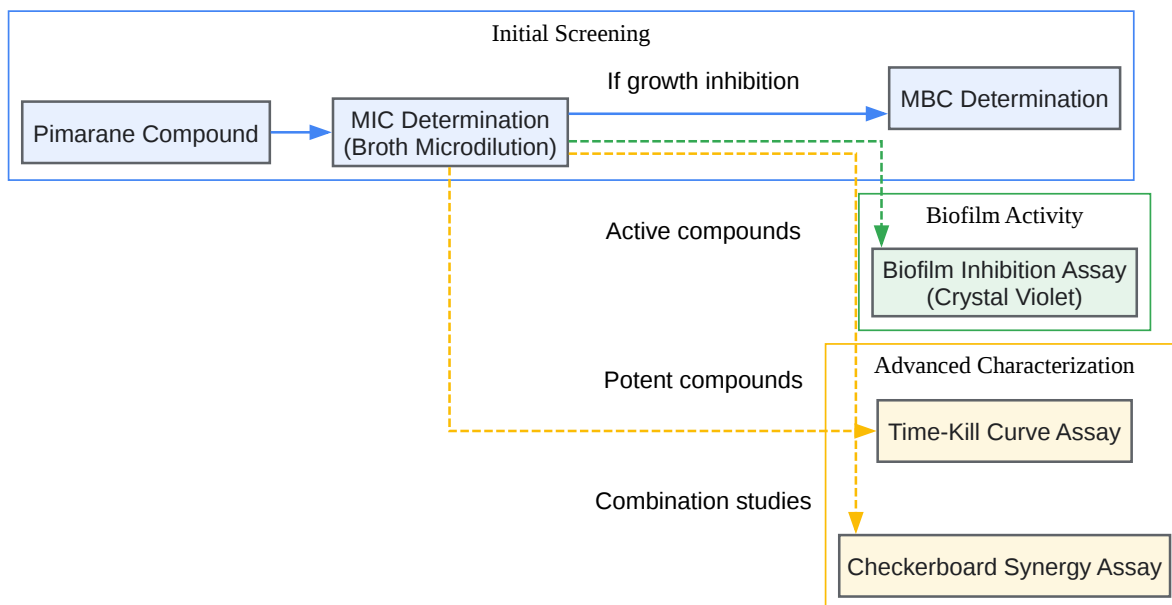 Initial Screening
If growth inhibition
Pimarane Compound
MIC Determination
(Broth Microdilution)
MBC Determination
Active compounds
Biofilm Activity
Biofilm Inhibition Assay
(Crystal Violet)
Potent compounds
Advanced Characterization
Time-Kill Curve Assay
Combination studies
Checkerboard Synergy Assay